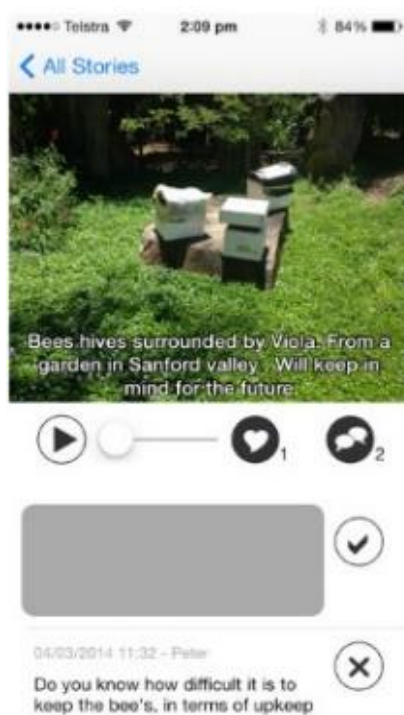 Telstra 2:09 pm 84%
All Stories
Bees hives surrounded by Viola. From a
garden in Sanford valley . Will keep in
mind for the future.
1 2
04/03/2014 11:32 - Peter
Do you know how difficult it is to
keep the bee's, in terms of upkeep